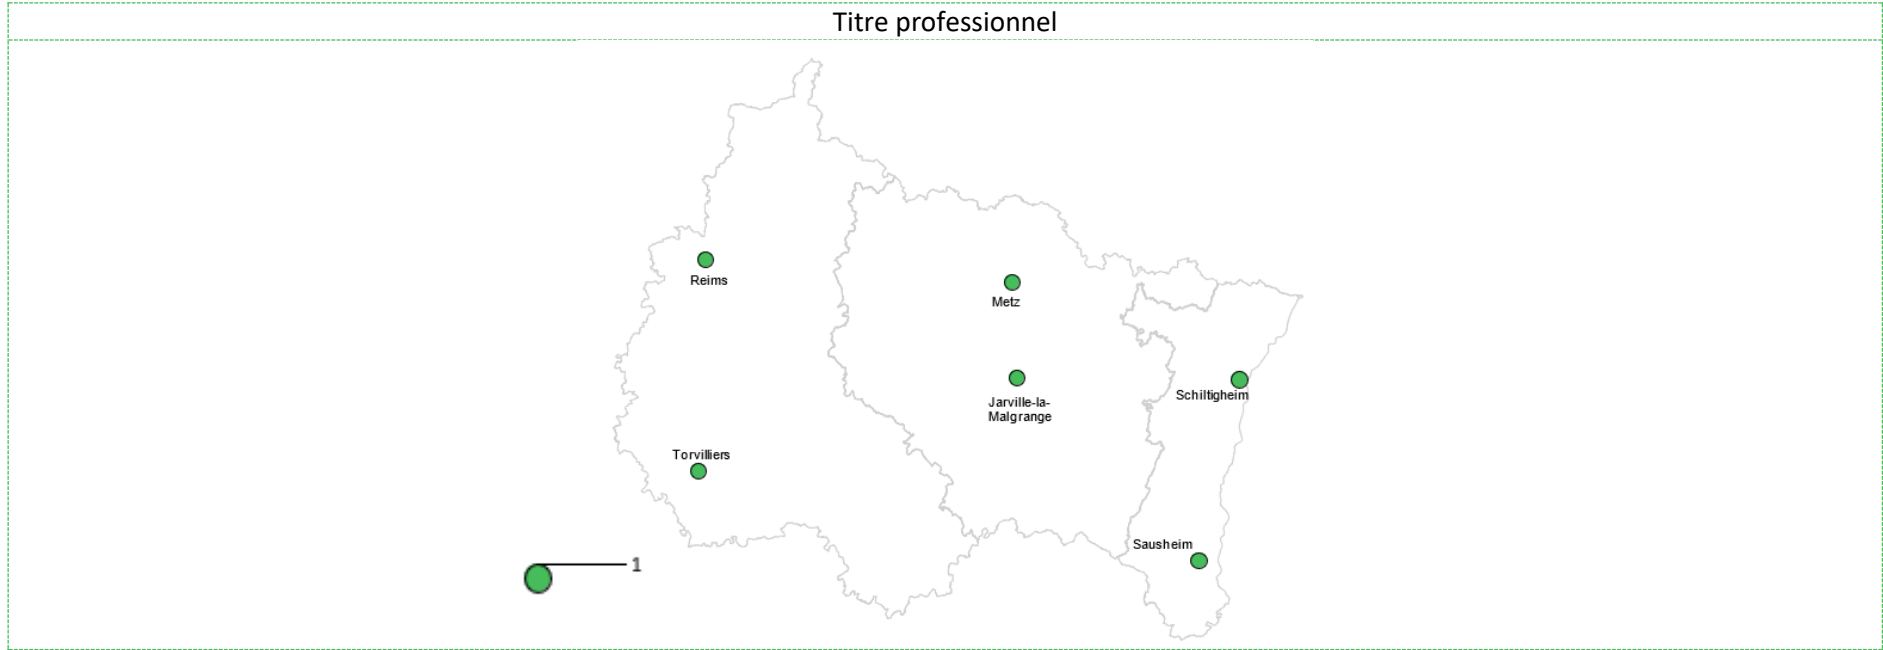 Titre professionnel
Reims
Metz
Jarville-la-
Malgrange
Schiltigheim
Torvilliers
Sausheim
1